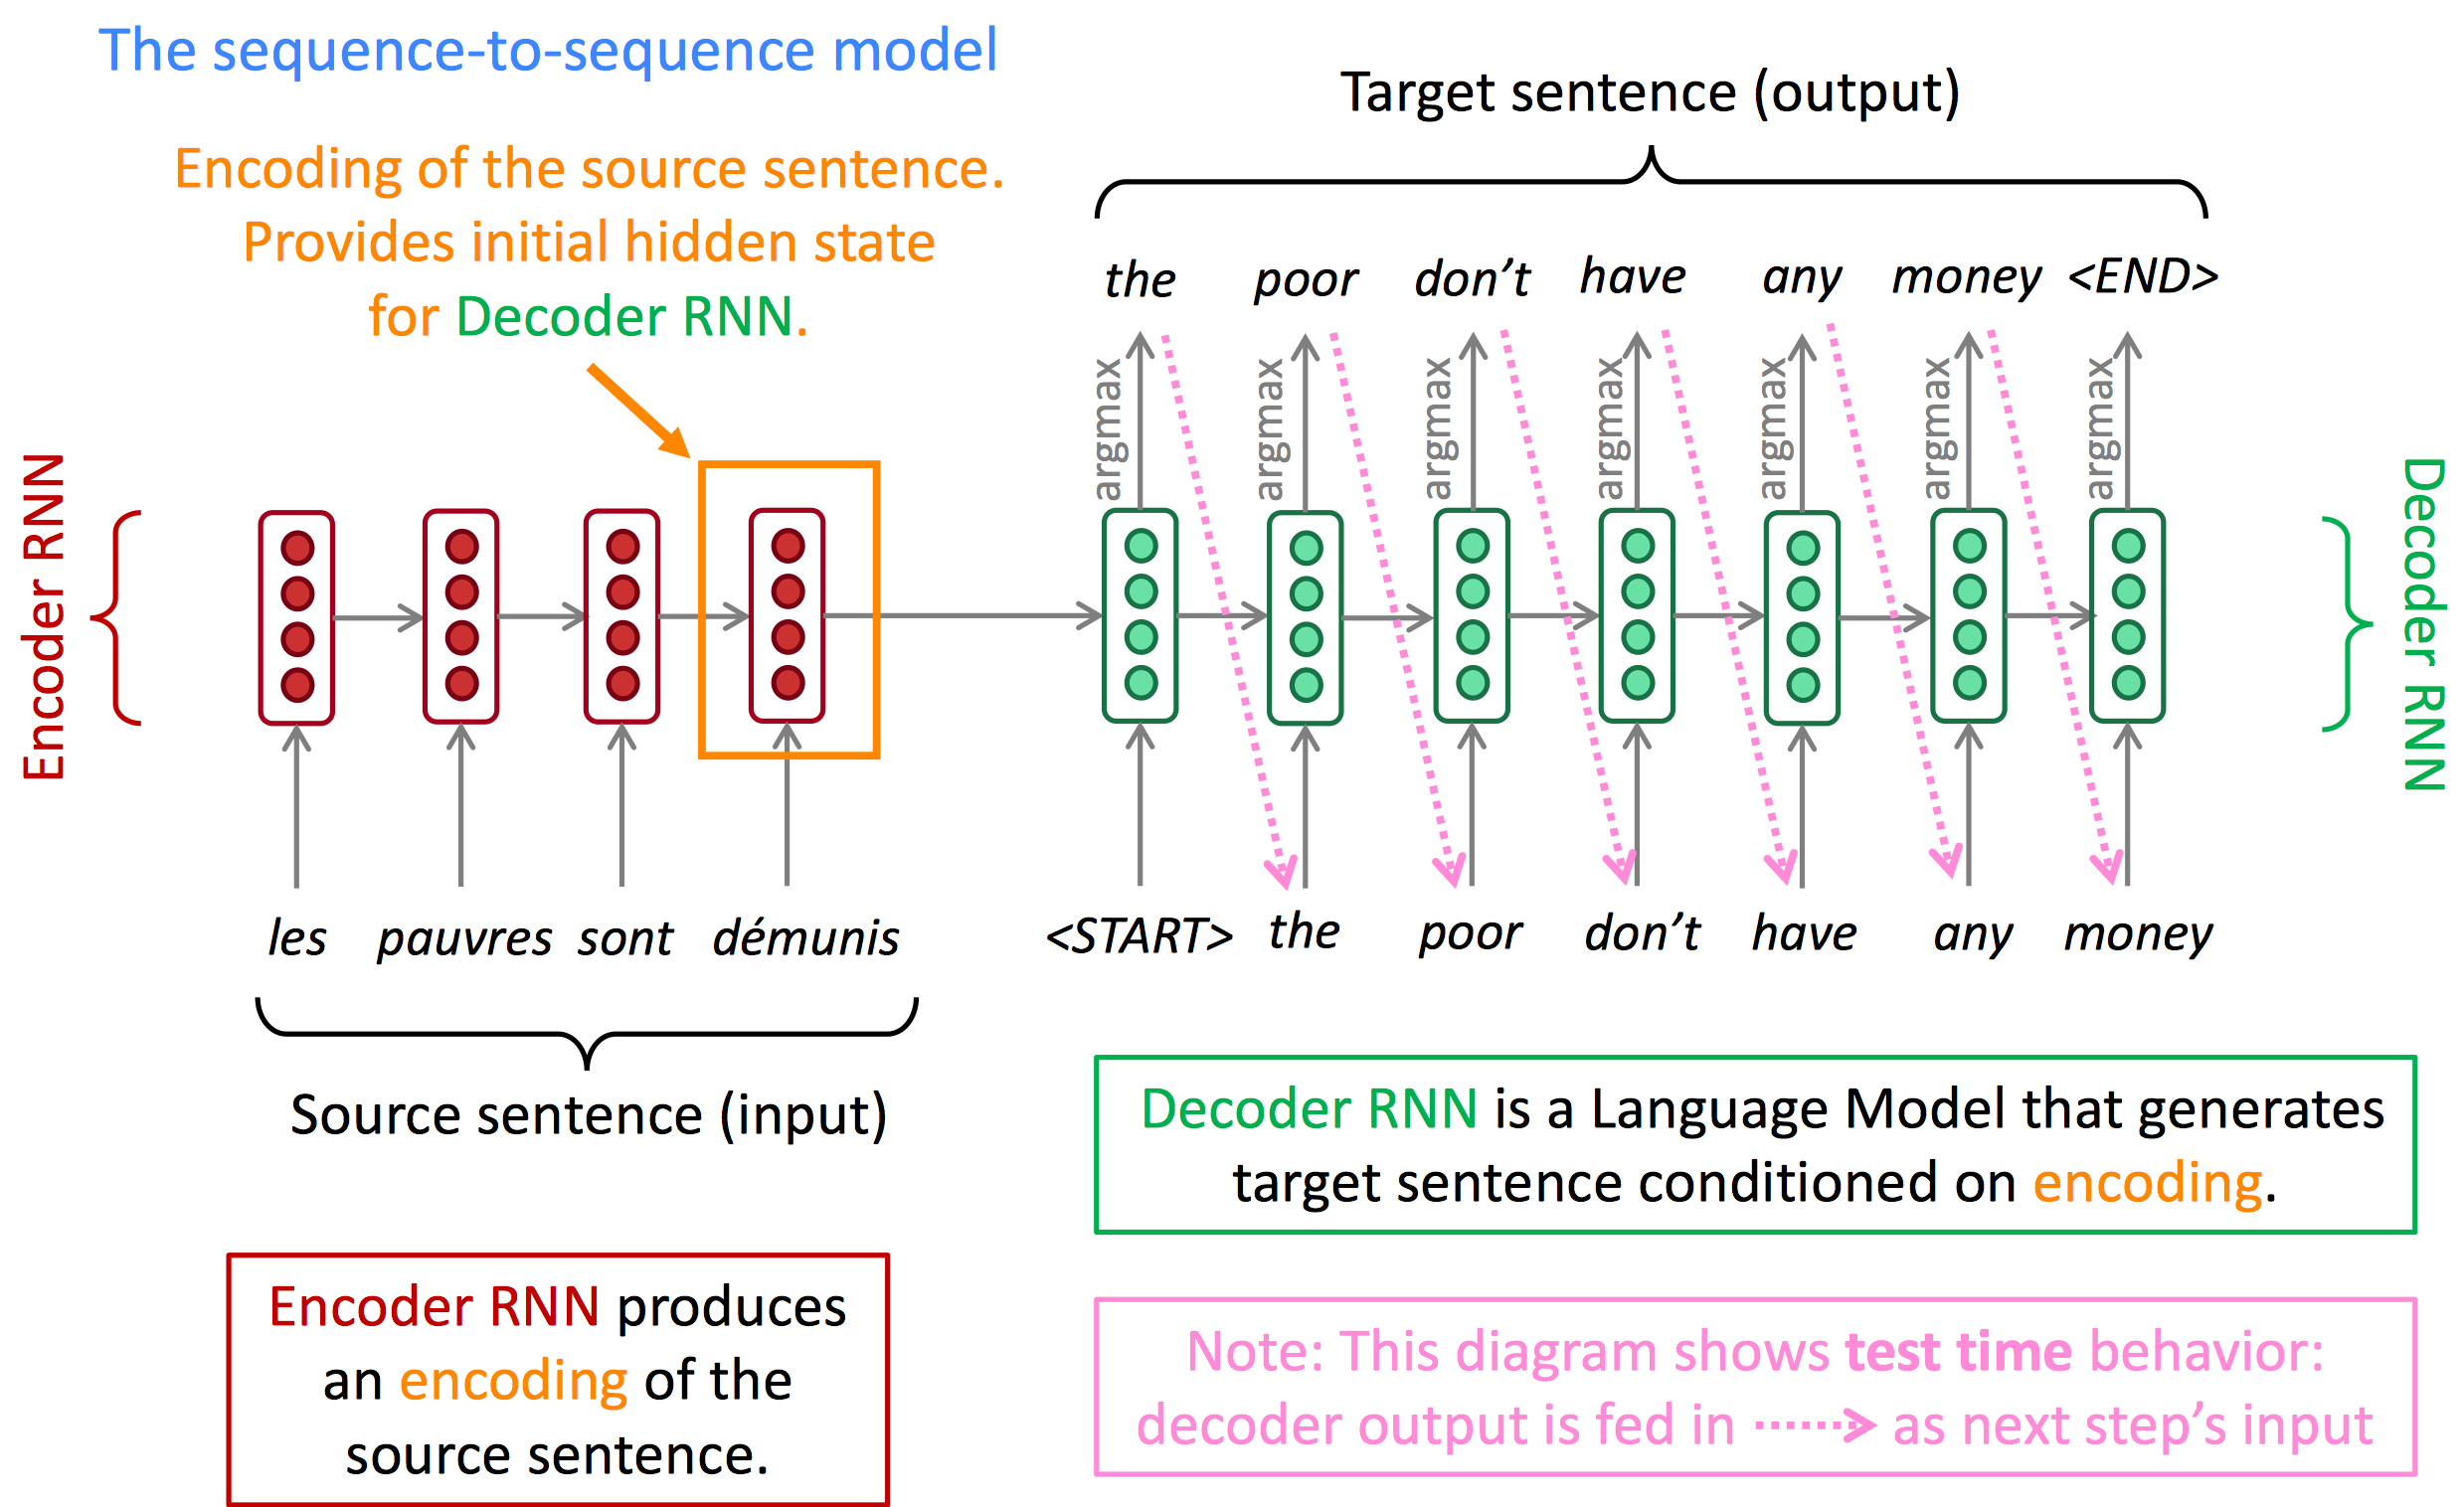 The sequence-to-sequence model
Encoding of the source sentence.
Provides initial hidden state
for Decoder RNN.
Target sentence (output)
the poor don’t have any money <END>
argmax argmax argmax argmax argmax argmax argmax
Encoder RNN
Decoder RNN
les pauvres sont démunis
<START> the poor don’t have any money
Source sentence (input)
Encoder RNN produces
an encoding of the
source sentence.
Decoder RNN is a Language Model that generates
target sentence conditioned on encoding.
Note: This diagram shows test time behavior:
decoder output is fed in as next step’s input